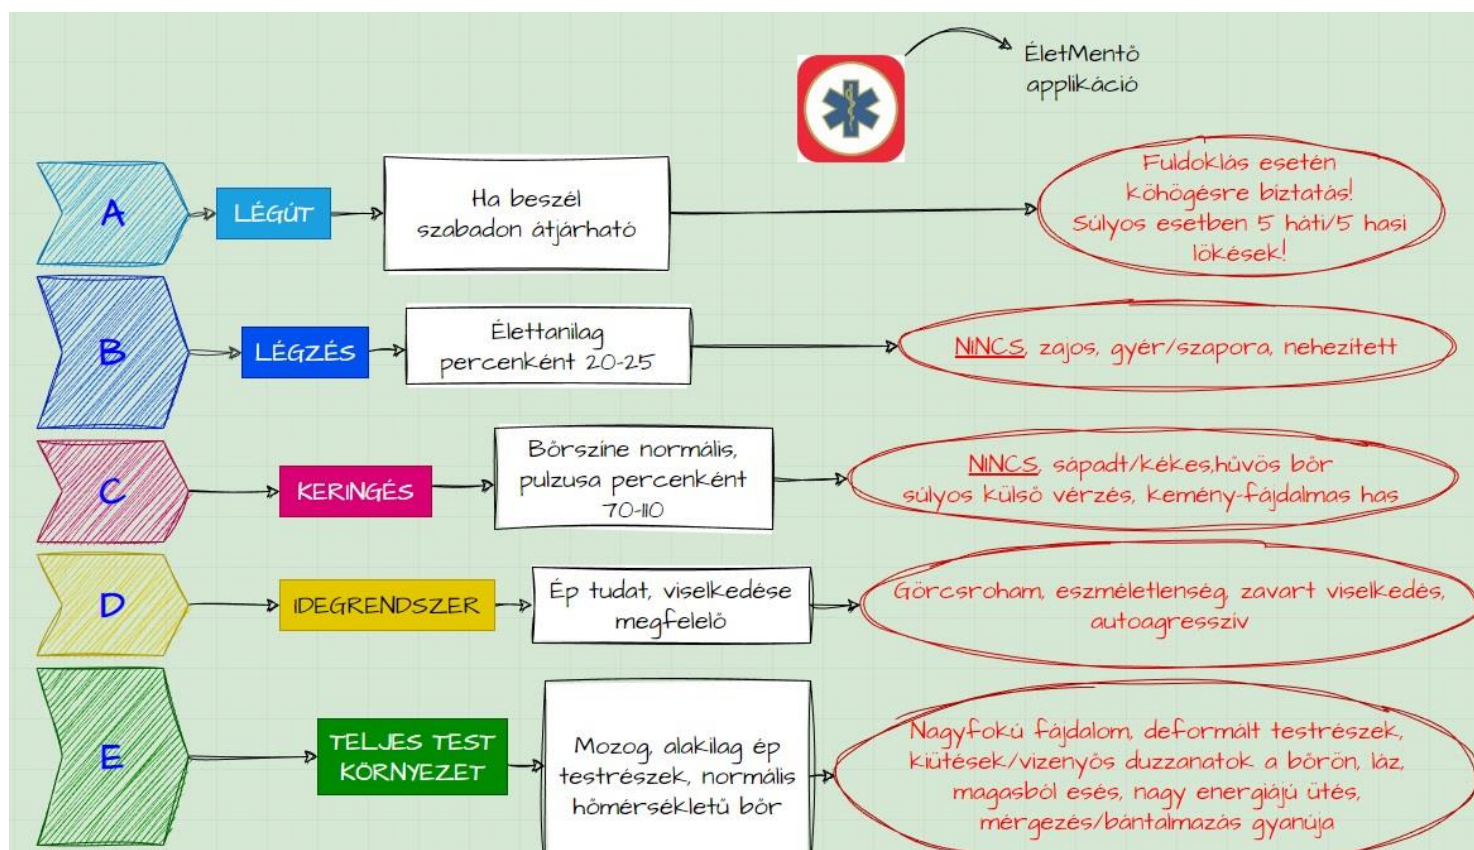 ÉletMentő
applikáció
A
LÉGÚT
Ha beszél
szabadon átjárható
Fuldoklás esetén
köhögésre biztatás!
Súlyos esetben 5 háti/5 hasi
lökések!
B
LÉGZÉS
Élettanilag
percenként 20-25
NINCS, zajos, gyér/szapora, nehezített
C
KERINGÉS
Bőrszíne normális,
pulzusa percenként
70-110
NINCS, sápadt/kékes,hűvös bőr
súlyos külső vérzés, kemény-fájdalmas has
D
IDEGRENDSZER
Ép tudat, viselkedése
megfelelő
Görcsroham, eszméletlenség, zavart viselkedés,
autoagresszív
E
TELJES TEST
KÖRNYEZET
Mozog, alakilag ép
testrészek, normális
hőmérsékletű bőr
Nagyfokú fájdalom, deformált testrészek,
kiütések/vizenyős duzzanatok a bőrön, láz,
magasból esés, nagy energiájú ütés,
mérgezés/bántalmazás gyanúja